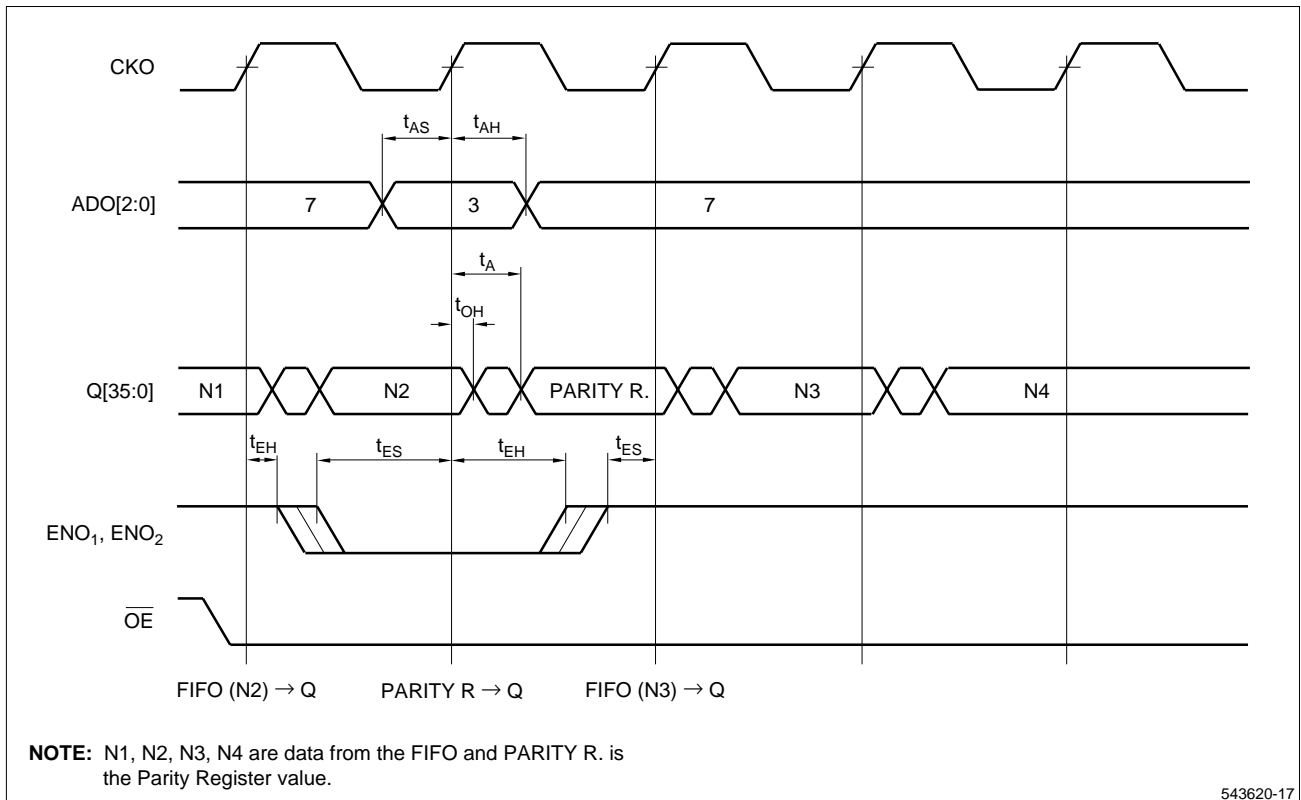 CKO
tAS
tAH
ADO[2:0]
7
3
7
tA
tOH
Q[35:0]
N1
N2
PARITY R.
N3
N4
tEH
tES
tEH
tES
ENO1, ENO2
OE
FIFO (N2) → Q
PARITY R → Q
FIFO (N3) → Q
NOTE: N1, N2, N3, N4 are data from the FIFO and PARITY R. is
the Parity Register value.
543620-17